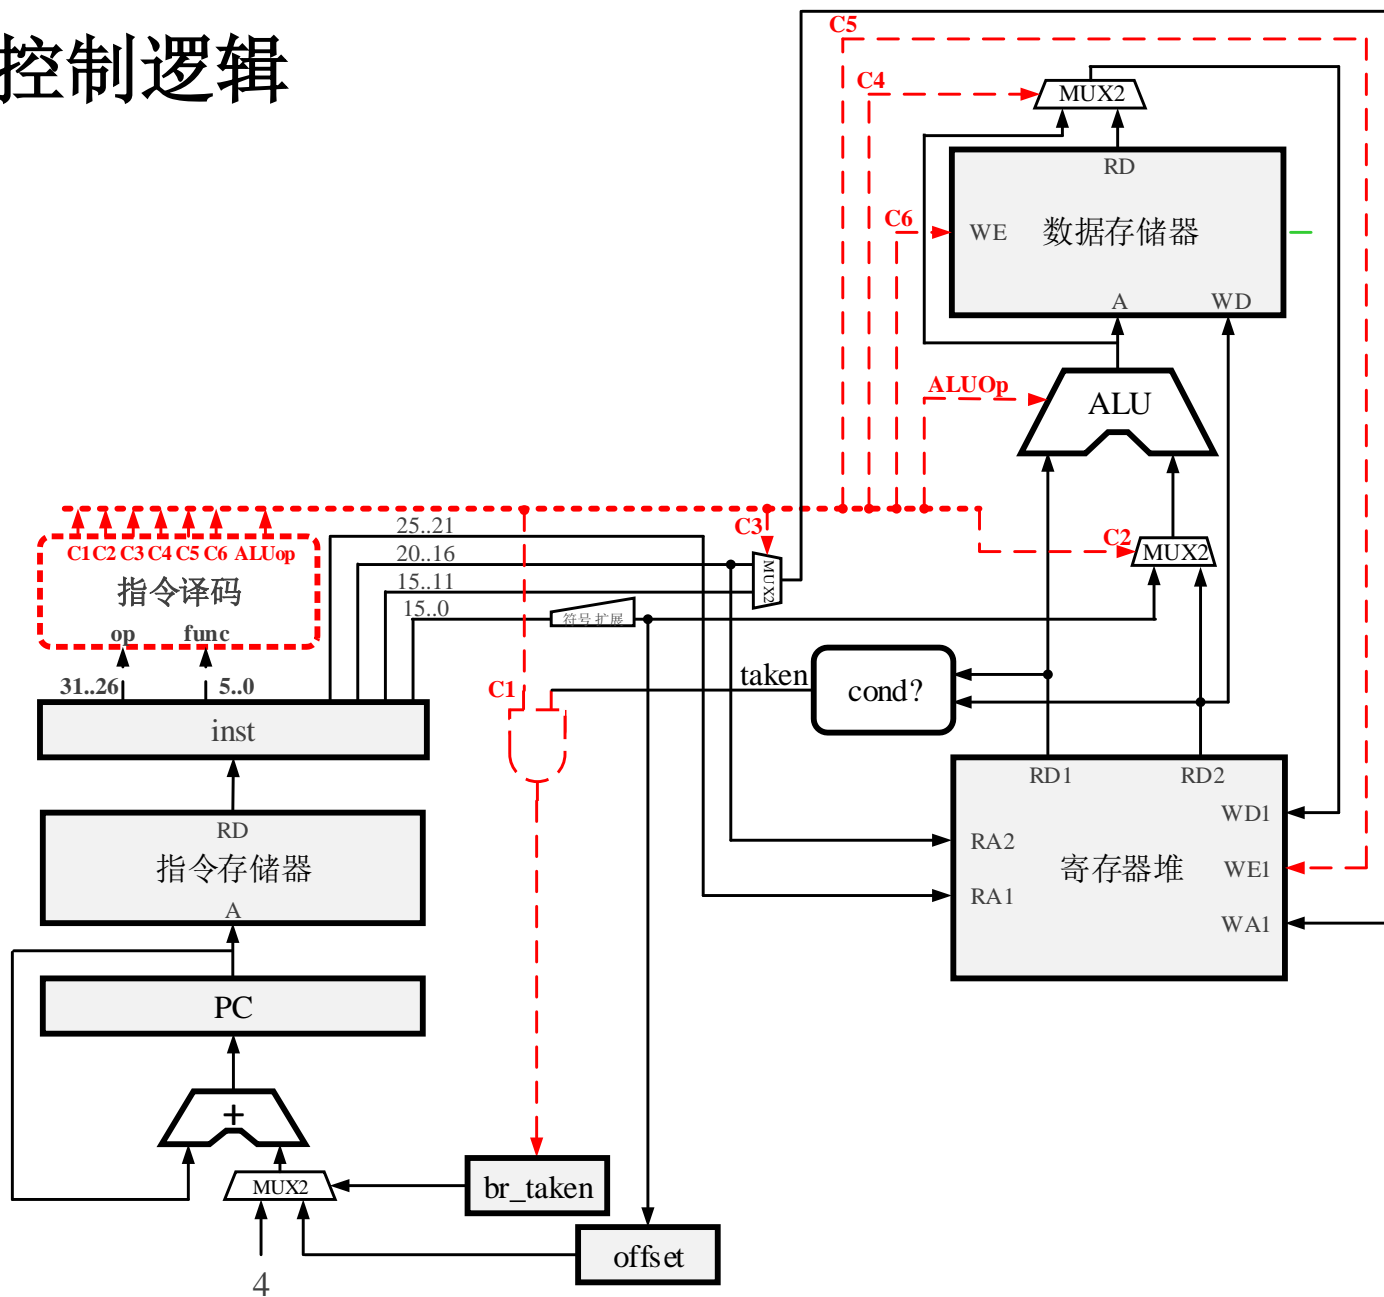 控制逻辑
C5
C4
MUX2
RD
C6
WE
数据存储器
A
WD
ALUOp
ALU
C1 C2 C3 C4 C5 C6 ALUop
指令译码
op
func
31..26
5..0
25..21
20..16
15..11
15..0
C3
MUX2
符号扩展
C2
MUX2
C1
taken
cond?
inst
RD
指令存储器
A
PC
+
MUX2
4
br_taken
offset
RD1
RD2
WD1
RA2
寄存器堆
WE1
RA1
WA1